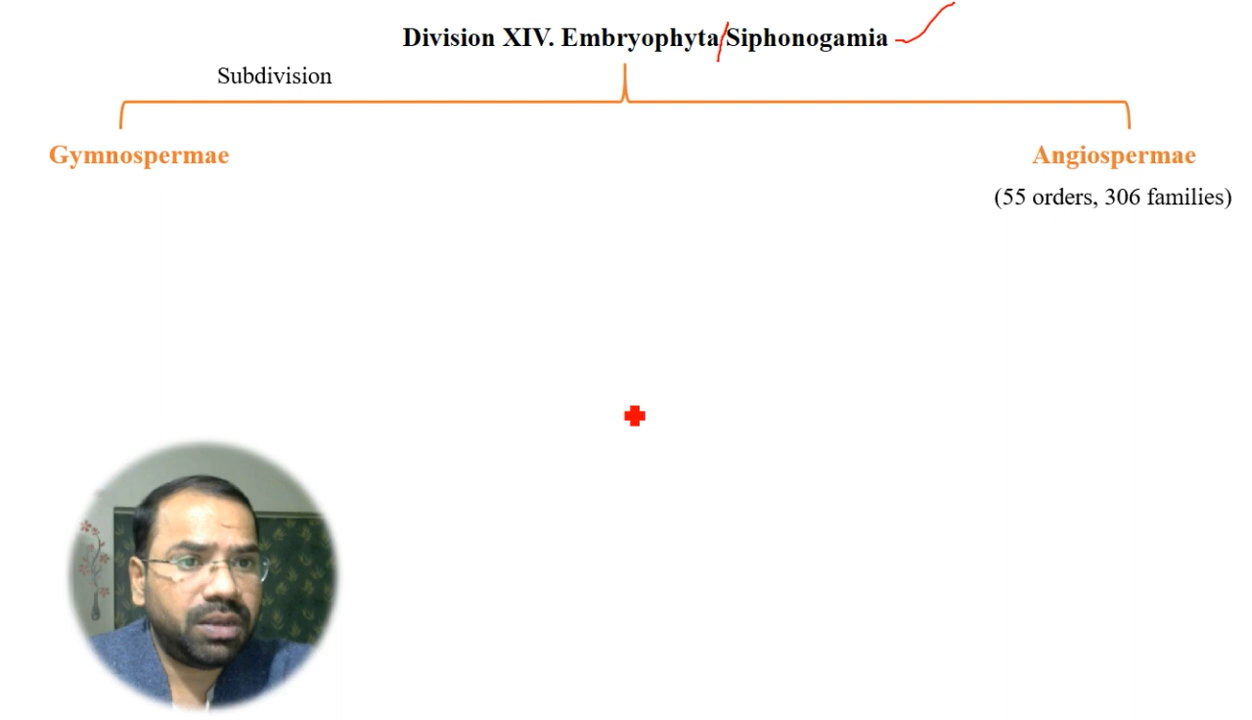 Division XIV. Embryophyta Siphonogamia
Subdivision
Gymnospermae
Angiospermae
(55 orders, 306 families)